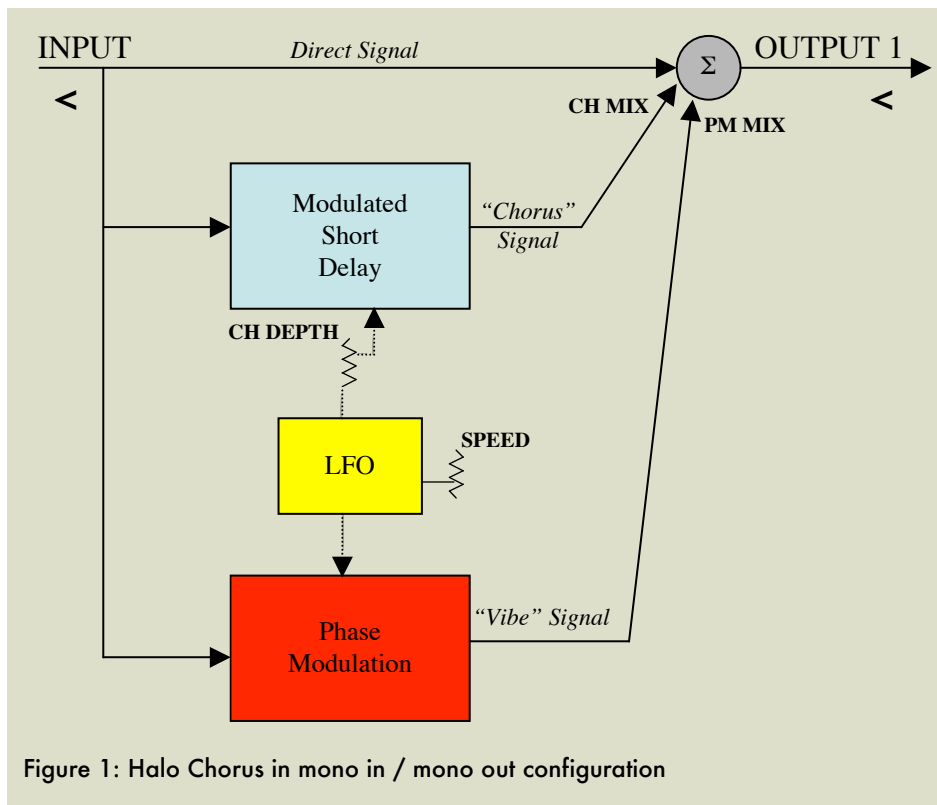 INPUT
Direct Signal
Σ
OUTPUT 1
<
<
CH MIX
PM MIX
Modulated
Short
Delay
“Chorus”
Signal
CH DEPTH
LFO
SPEED
Phase
Modulation
“Vibe” Signal
Figure 1: Halo Chorus in mono in / mono out configuration